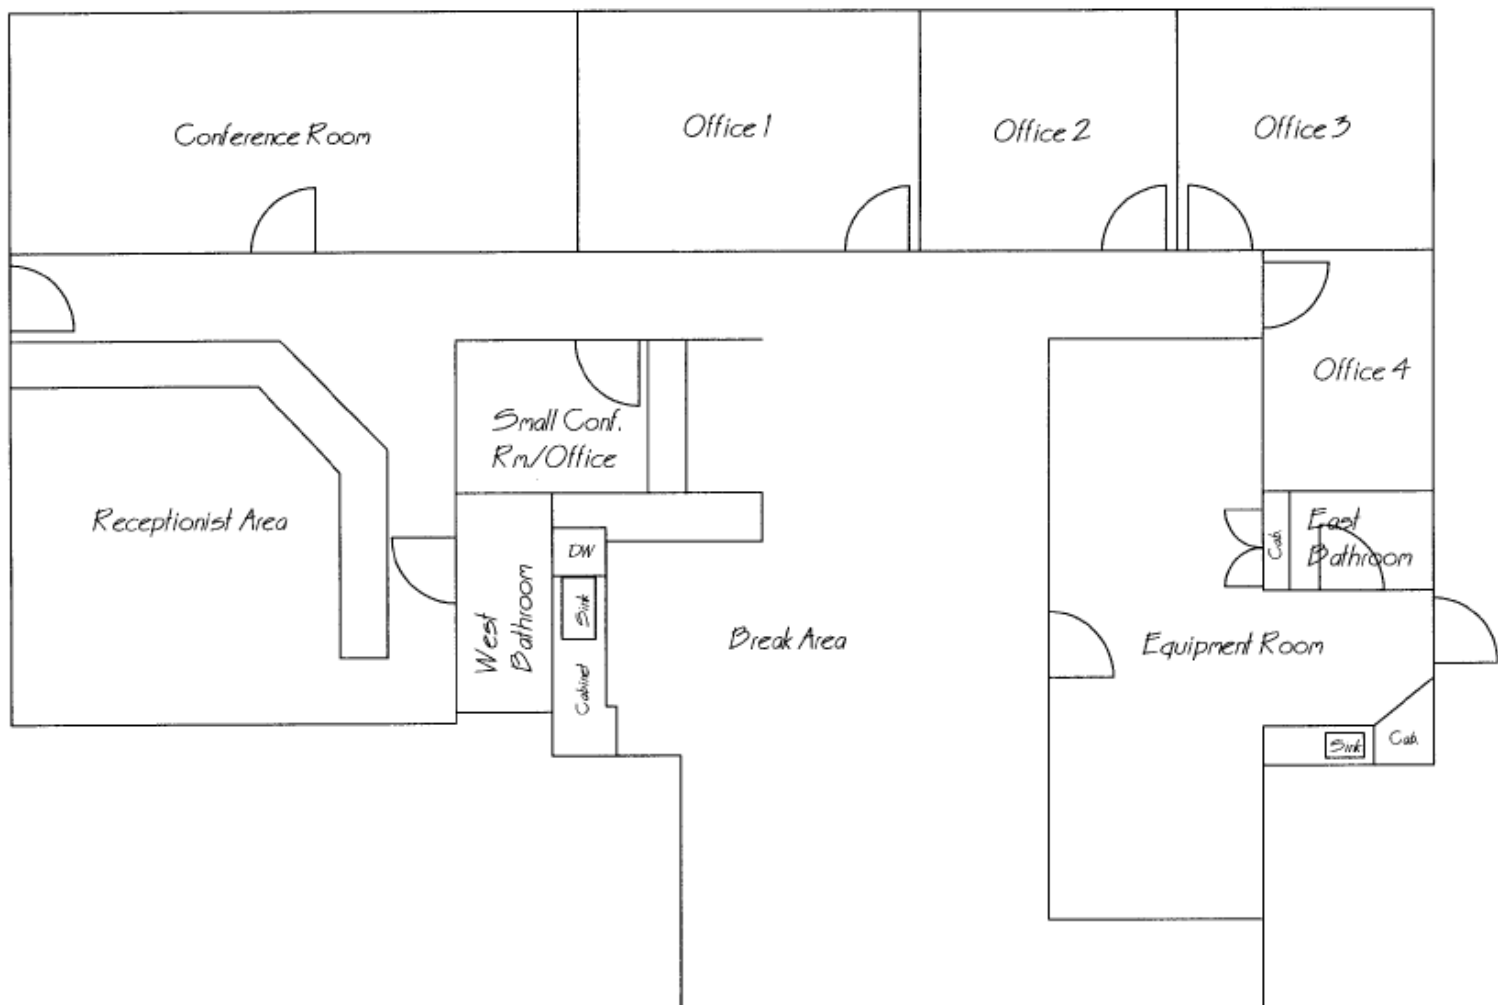 Conference Room
Office 1
Office 2
Office 3
Office 4
Small Conf.
Rm/Office
Receptionist Area
East
Bathroom
Cab.
DW
Sink
West
Bathroom
Break Area
Equipment Room
Cabinet
Sink
Cab.